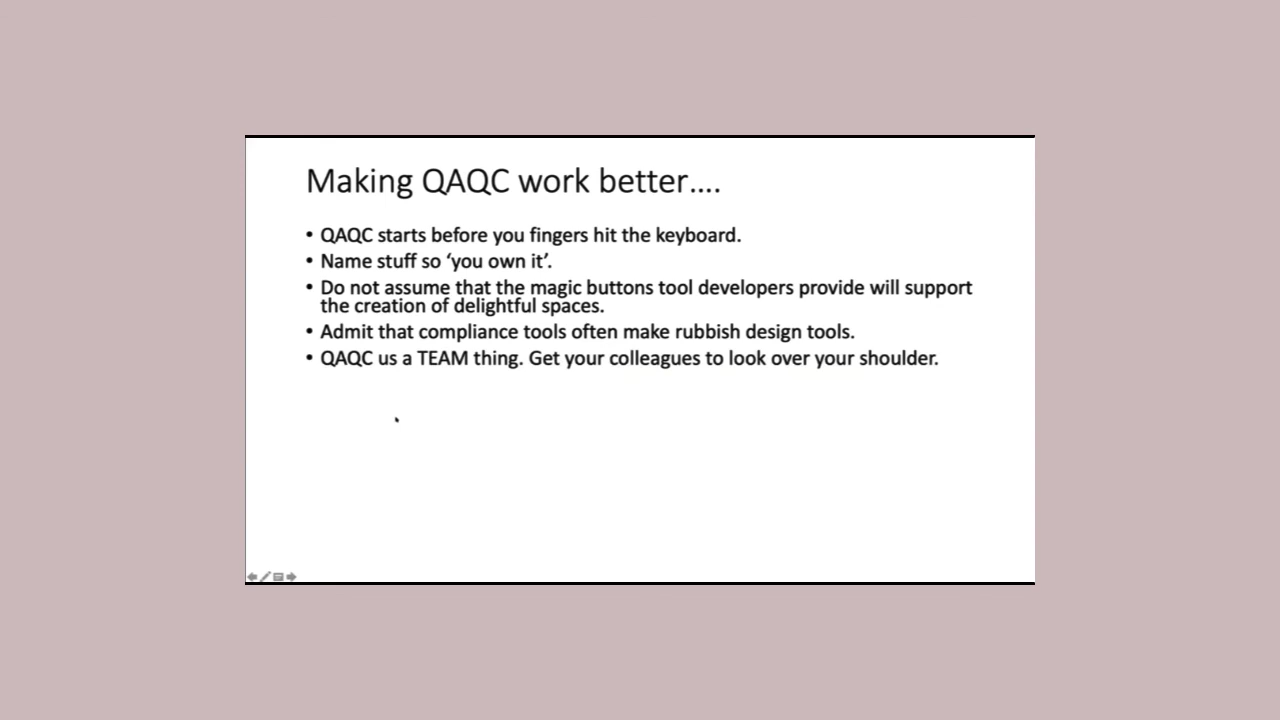 Making QAQC work better....
• QAQC starts before you fingers hit the keyboard.
• Name stuff so ‘you own it’.
• Do not assume that the magic buttons tool developers provide will support
the creation of delightful spaces.
• Admit that compliance tools often make rubbish design tools.
• QAQC us a TEAM thing. Get your colleagues to look over your shoulder.